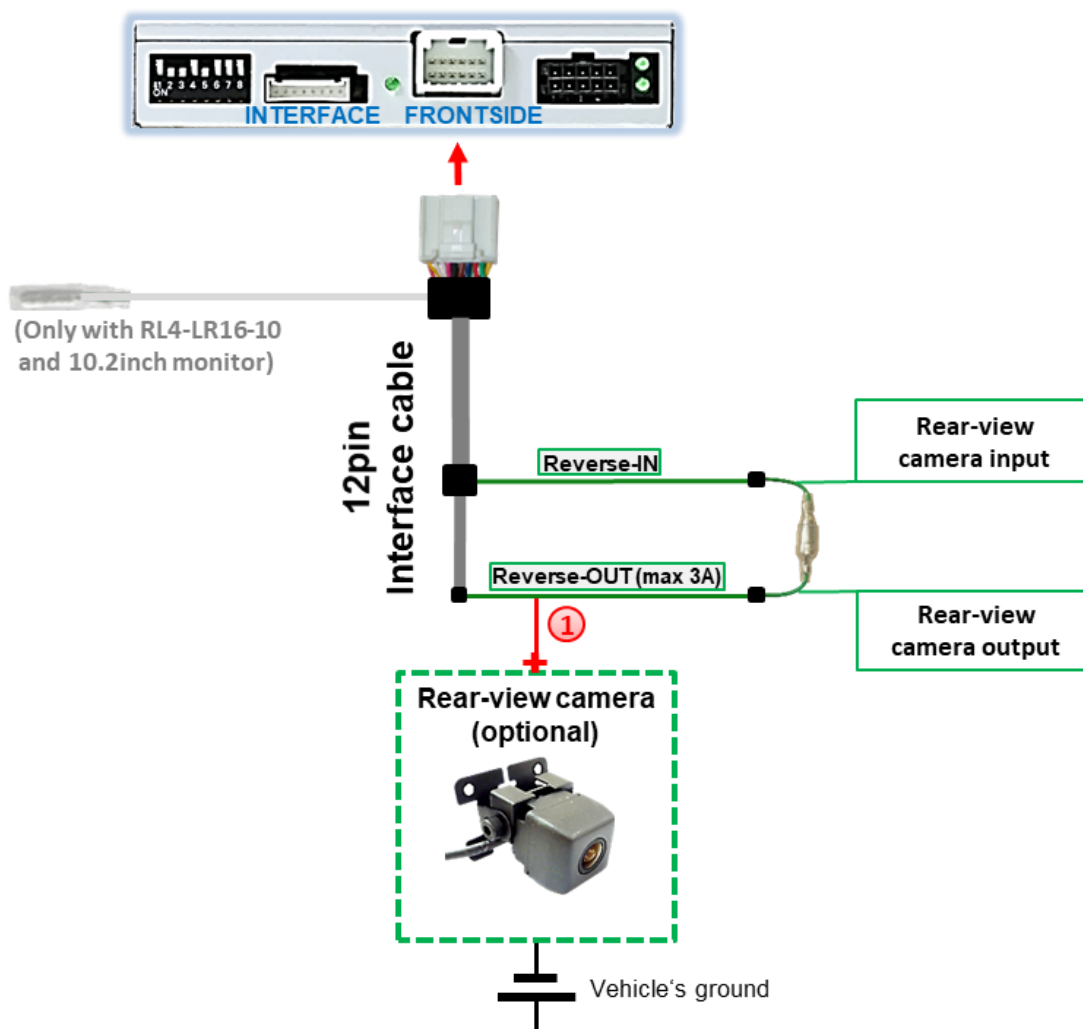 1 2 3 4 5 6 7 8
ON
INTERFACE FRONTSIDE
(Only with RL4-LR16-10
and 10.2inch monitor)
12pin
Interface cable
Reverse-IN
Rear-view
camera input
Reverse-OUT (max 3A)
Rear-view
camera output
1
Rear-view camera
(optional)
Vehicle‘s ground